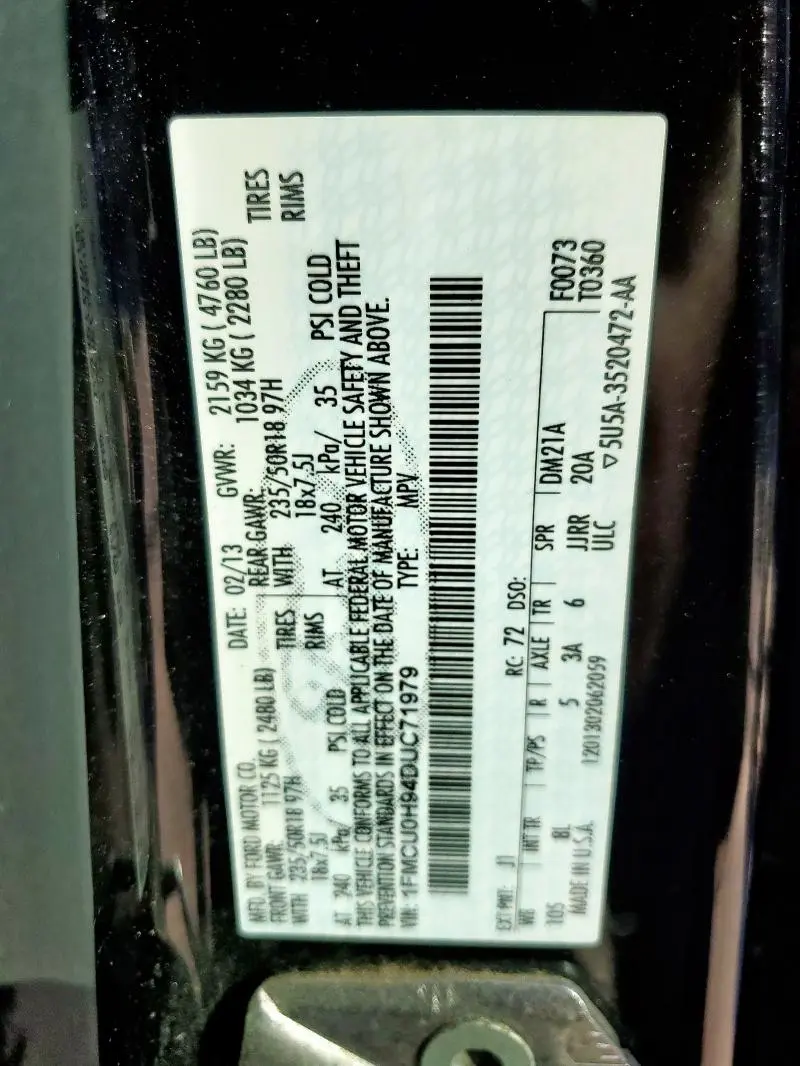 MFD. BY FORD MOTOR CO. DATE: 02/13 GVWR: 2159 KG ( 4760 LB)
FRONT GAWR: 1125 KG ( 2480 LB) REAR GAWR: 1034 KG ( 2280 LB)
WITH 235/50R18 97H TIRES WITH 235/50R18 97H TIRES
18x7.5J RIMS 18x7.5J RIMS
AT 240 kPa/ 35 PSI COLD AT 240 kPa/ 35 PSI COLD
THIS VEHICLE CONFORMS TO ALL APPLICABLE FEDERAL MOTOR VEHICLE SAFETY AND THEFT
PREVENTION STANDARDS IN EFFECT ON THE DATE OF MANUFACTURE SHOWN ABOVE.
VIN: 1FMCU0H94DUC71979 TYPE: MPV
EXT PNT: J1 RC: 72 DSO: F0073
WB INT TR TP/PS R AXLE TR SPR DM21A T0360
105 8L 5 3A 6 JJRR 20A
MADE IN U.S.A. ULC ▽5U5A-3520472-AA
1201302062059